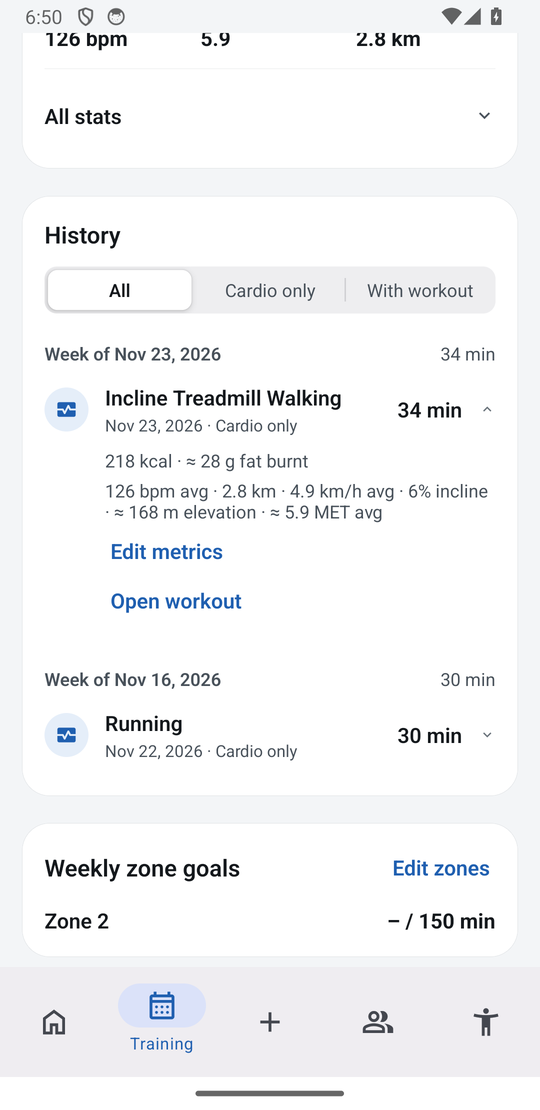 6:50
126 bpm 5.9 2.8 km
All stats
History
All Cardio only With workout
Week of Nov 23, 2026 34 min
Incline Treadmill Walking
Nov 23, 2026 · Cardio only
34 min
218 kcal · ≈ 28 g fat burnt
126 bpm avg · 2.8 km · 4.9 km/h avg · 6% incline
· ≈ 168 m elevation · ≈ 5.9 MET avg
Edit metrics
Open workout
Week of Nov 16, 2026 30 min
Running
Nov 22, 2026 · Cardio only
30 min
Weekly zone goals Edit zones
Zone 2 – / 150 min
Training